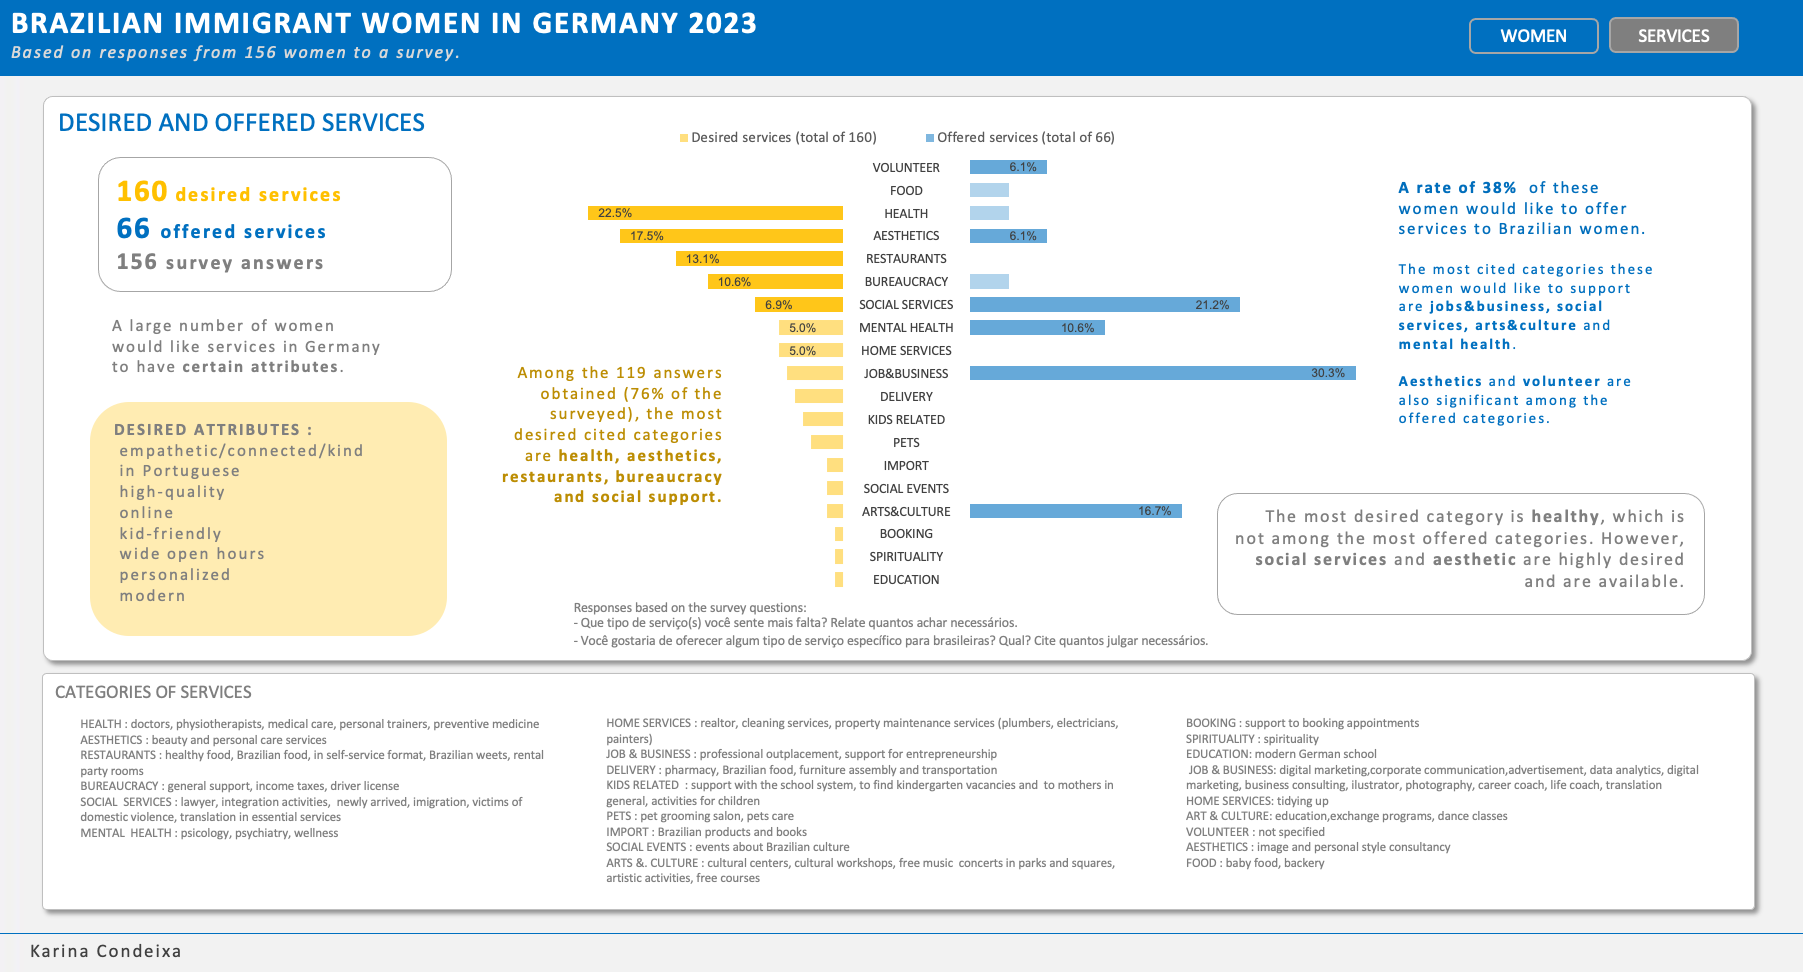 BRAZILIAN IMMIGRANT WOMEN IN GERMANY 2023
Based on responses from 156 women to a survey.
WOMEN
SERVICES
DESIRED AND OFFERED SERVICES
160 desired services
66 offered services
156 survey answers
A large number of women
would like services in Germany
to have certain attributes.
DESIRED ATTRIBUTES :
empathetic/connected/kind
in Portuguese
high-quality
online
kid-friendly
wide open hours
personalized
modern
Among the 119 answers
obtained (76% of the
surveyed), the most
desired cited categories
are health, aesthetics,
restaurants, bureaucracy
and social support.
Desired services (total of 160)
Offered services (total of 66)
VOLUNTEER 6.1%
FOOD
22.5% HEALTH
17.5% AESTHETICS 6.1%
13.1% RESTAURANTS
10.6% BUREAUCRACY
6.9% SOCIAL SERVICES 21.2%
5.0% MENTAL HEALTH 10.6%
5.0% HOME SERVICES
JOB&BUSINESS 30.3%
DELIVERY
KIDS RELATED
PETS
IMPORT
SOCIAL EVENTS
ARTS&CULTURE 16.7%
BOOKING
SPIRITUALITY
EDUCATION
Responses based on the survey questions:
- Que tipo de serviço(s) você sente mais falta? Relate quantos achar necessários.
- Você gostaria de oferecer algum tipo de serviço específico para brasileiras? Qual? Cite quantos julgar necessários.
A rate of 38% of these
women would like to offer
services to Brazilian women.
The most cited categories these
women would like to support
are jobs&business, social
services, arts&culture and
mental health.
Aesthetics and volunteer are
also significant among the
offered categories.
The most desired category is healthy, which is
not among the most offered categories. However,
social services and aesthetic are highly desired
and are available.
CATEGORIES OF SERVICES
HEALTH : doctors, physiotherapists, medical care, personal trainers, preventive medicine
AESTHETICS : beauty and personal care services
RESTAURANTS : healthy food, Brazilian food, in self-service format, Brazilian weets, rental
party rooms
BUREAUCRACY : general support, income taxes, driver license
SOCIAL SERVICES : lawyer, integration activities, newly arrived, imigration, victims of
domestic violence, translation in essential services
MENTAL HEALTH : psicology, psychiatry, wellness
HOME SERVICES : realtor, cleaning services, property maintenance services (plumbers, electricians,
painters)
JOB & BUSINESS : professional outplacement, support for entrepreneurship
DELIVERY : pharmacy, Brazilian food, furniture assembly and transportation
KIDS RELATED : support with the school system, to find kindergarten vacancies and to mothers in
general, activities for children
PETS : pet grooming salon, pets care
IMPORT : Brazilian products and books
SOCIAL EVENTS : events about Brazilian culture
ARTS &. CULTURE : cultural centers, cultural workshops, free music concerts in parks and squares,
artistic activities, free courses
BOOKING : support to booking appointments
SPIRITUALITY : spirituality
EDUCATION: modern German school
JOB & BUSINESS: digital marketing,corporate communication,advertisement, data analytics, digital
marketing, business consulting, ilustrator, photography, career coach, life coach, translation
HOME SERVICES: tidying up
ART & CULTURE: education,exchange programs, dance classes
VOLUNTEER : not specified
AESTHETICS : image and personal style consultancy
FOOD : baby food, backery
Karina Condeixa